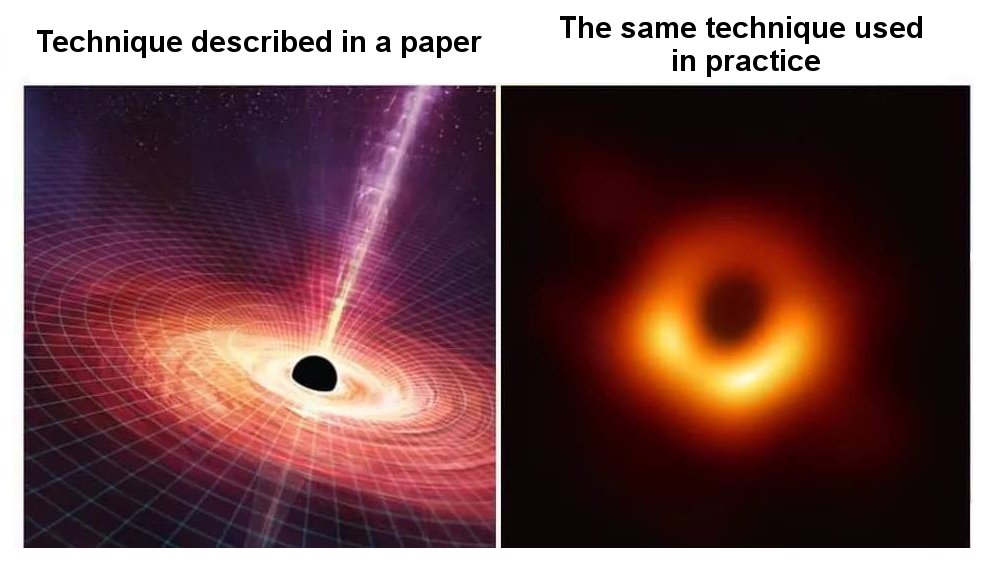 Technique described in a paper
The same technique used
in practice